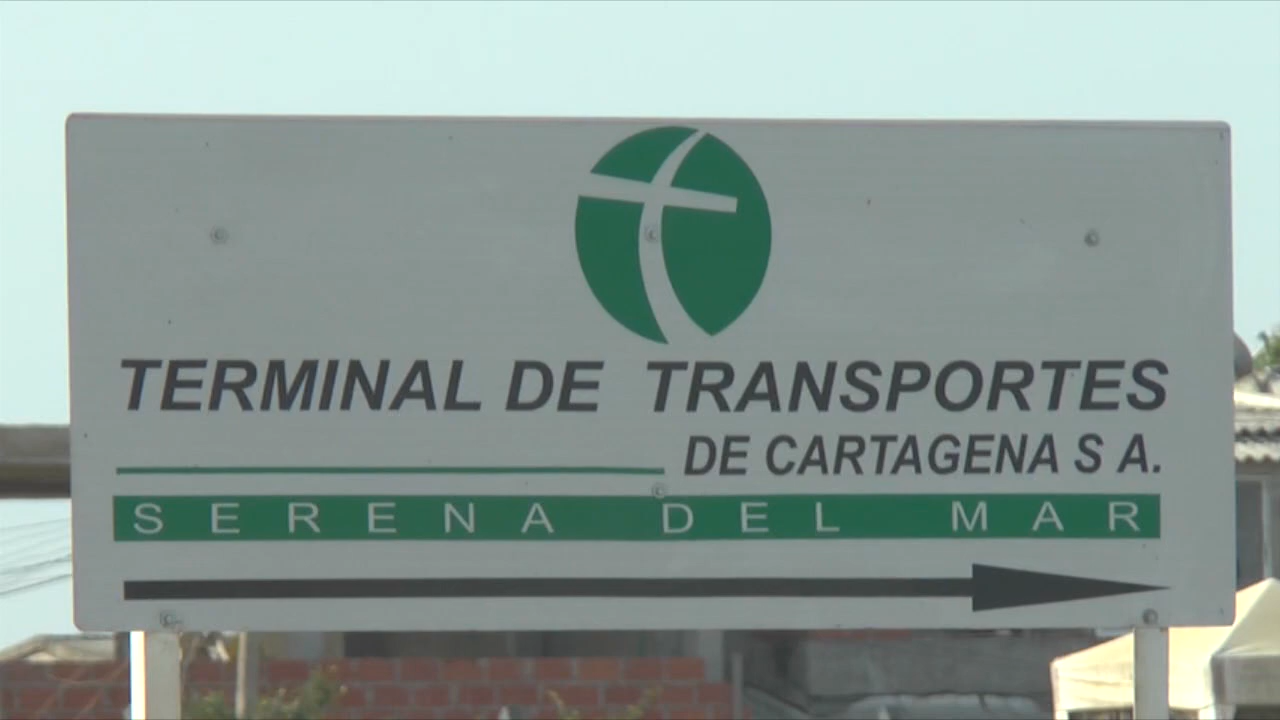 TERMINAL DE TRANSPORTES
DE CARTAGENA S A.
SERENA DEL MAR